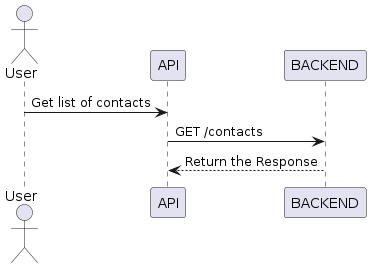 User
API
BACKEND
Get list of contacts
GET /contacts
Return the Response
User
API
BACKEND